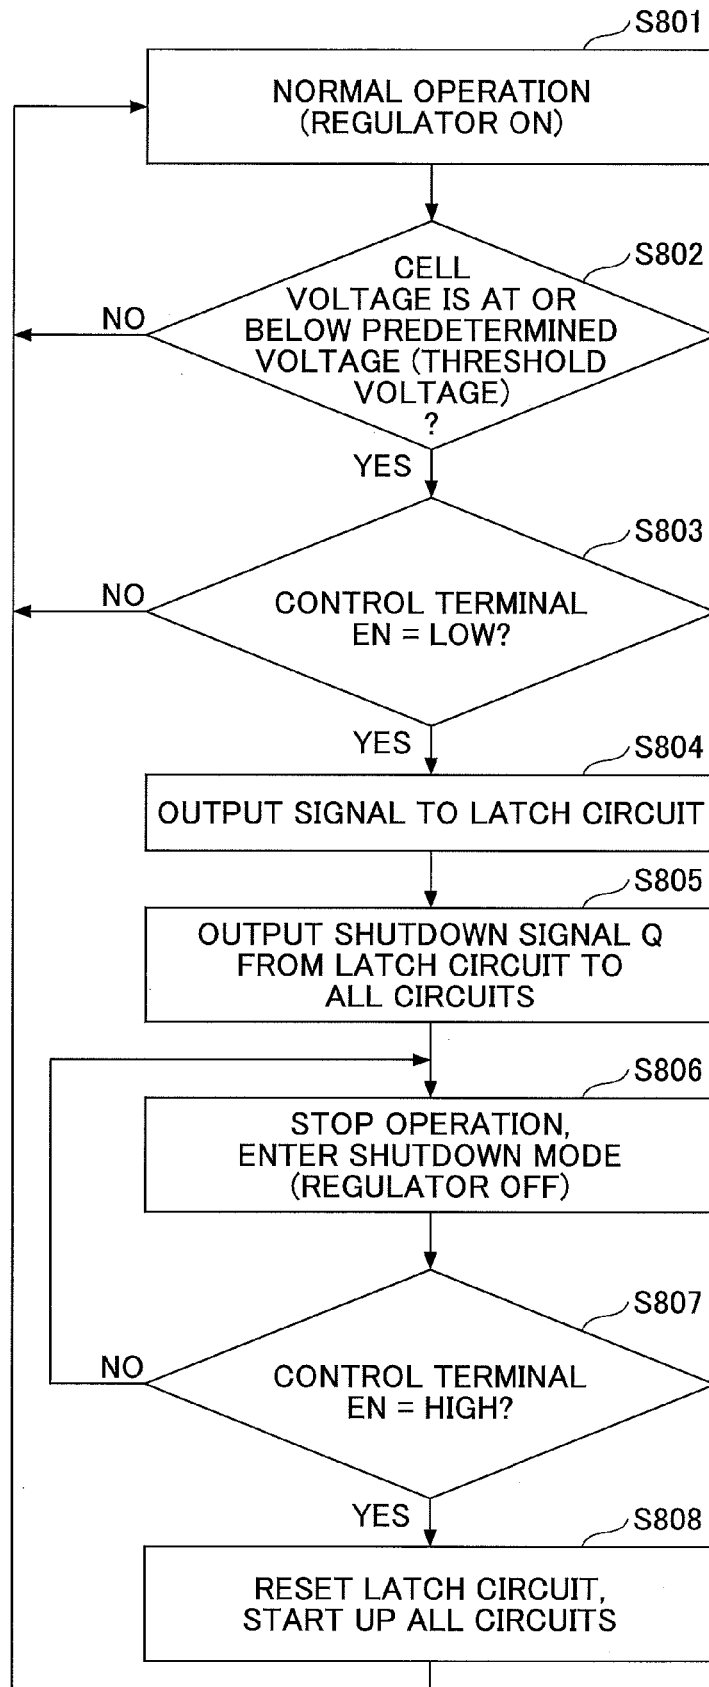 S801
NORMAL OPERATION
(REGULATOR ON)
S802
CELL
VOLTAGE IS AT OR
BELOW PREDETERMINED
VOLTAGE (THRESHOLD
VOLTAGE)
?
NO
YES
S803
CONTROL TERMINAL
EN = LOW?
NO
YES
S804
OUTPUT SIGNAL TO LATCH CIRCUIT
S805
OUTPUT SHUTDOWN SIGNAL Q
FROM LATCH CIRCUIT TO
ALL CIRCUITS
S806
STOP OPERATION,
ENTER SHUTDOWN MODE
(REGULATOR OFF)
S807
CONTROL TERMINAL
EN = HIGH?
NO
YES
S808
RESET LATCH CIRCUIT,
START UP ALL CIRCUITS